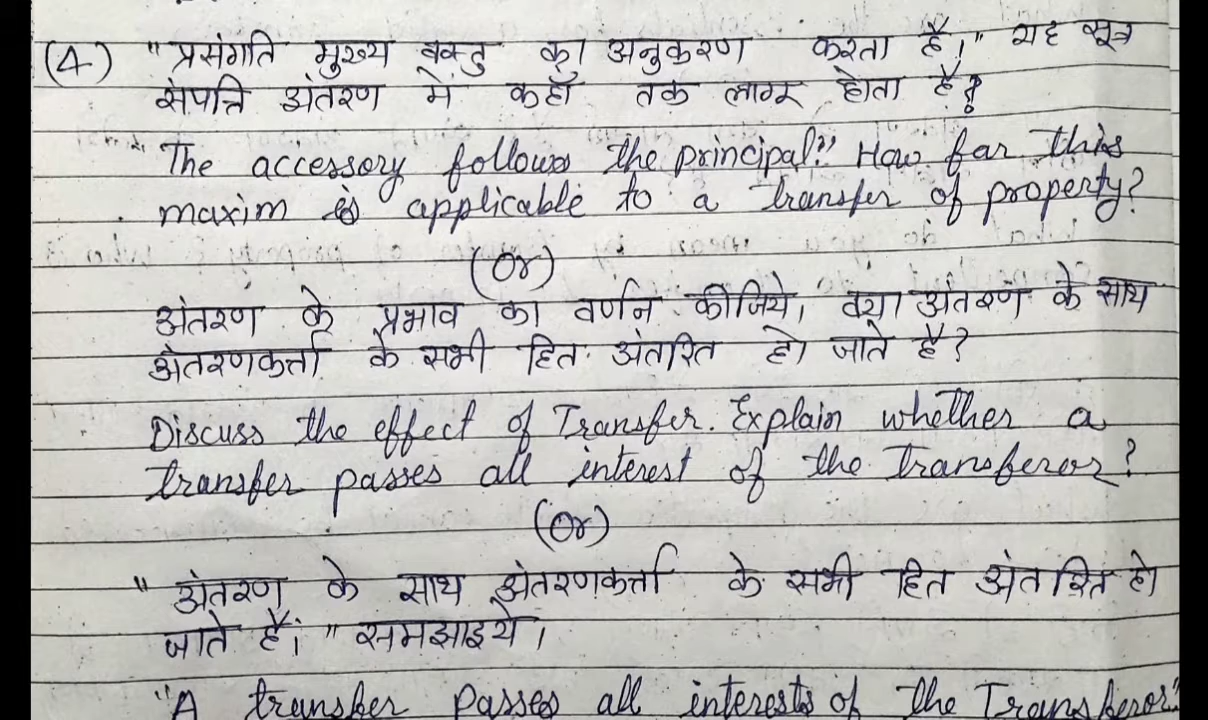 (4) "प्रसंगति मुख्य वस्तु का अनुकरण करता है।" यह सूत्र
संपत्ति अंतरण में कहाँ तक लागू होता है?
"The accessory follows the principal." How far this
maxim is applicable to a transfer of property?
(Or)
अंतरण के प्रभाव का वर्णन कीजिये, क्या अंतरण के साथ
अंतरणकर्त्ता के सभी हित अंतरित हो जाते है?
Discuss the effect of Transfer. Explain whether a
transfer passes all interest of the transferor?
(Or)
"अंतरण के साथ अंतरणकर्त्ता के सभी हित अंतरित हो
जाते हैं।" समझाइये।
"A transfer passes all interests of the Transferor"